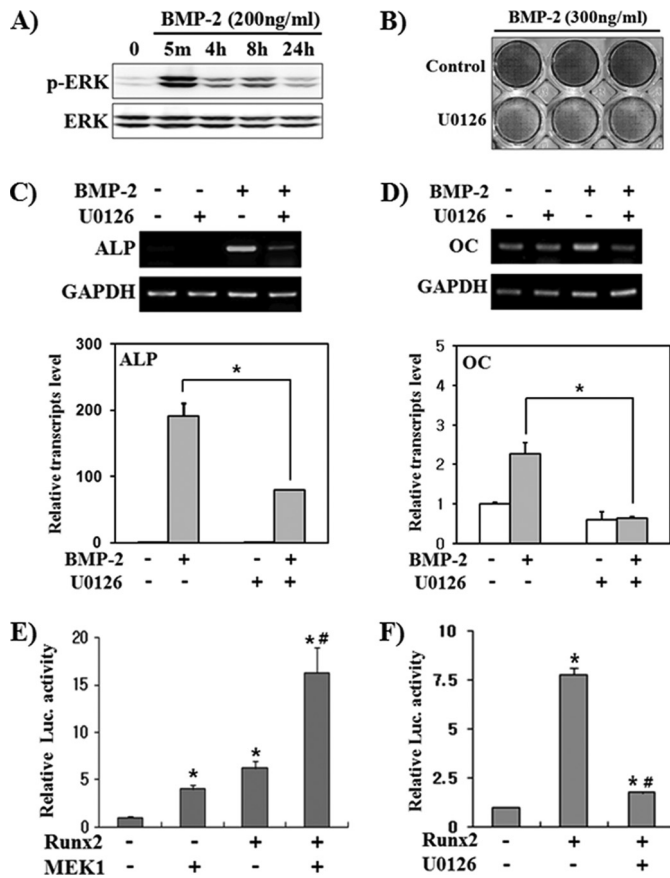 A)
BMP-2 (200ng/ml)
0 5m 4h 8h 24h
p-ERK
ERK
B)
BMP-2 (300ng/ml)
Control
U0126
C)
BMP-2 - - + +
U0126 - + - +
ALP
GAPDH
Relative transcripts level
300
200
100
0
ALP
*
BMP-2 - + - +
U0126 - - + +
D)
BMP-2 - - + +
U0126 - + - +
OC
GAPDH
Relative transcripts level
5
4
3
2
1
0
OC
*
BMP-2 - + - +
U0126 - - + +
E)
Relative Luc. activity
20
15
10
5
0
*
*
*#
Runx2 - - + +
MEK1 - + - +
F)
Relative Luc. activity
10
7.5
5.0
2.5
0
*
*#
Runx2 - + +
U0126 - - +